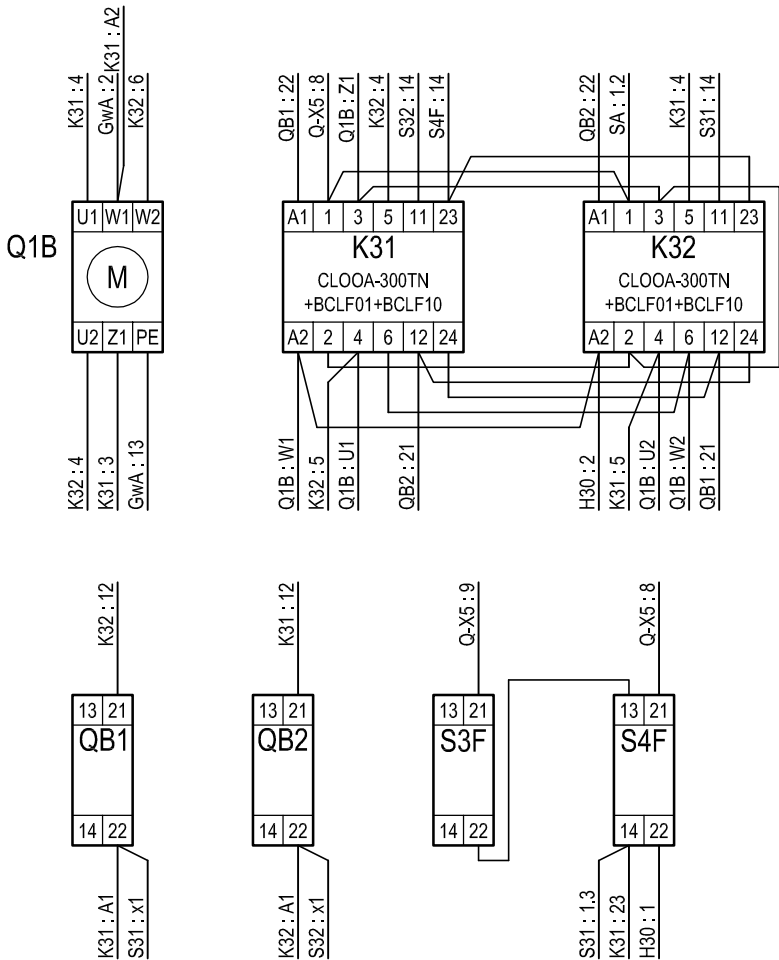 K31 : 4
GwA : 2
K31 : A2
K32 : 6
QB1 : 22
Q-X5 : 8
Q1B : Z1
K32 : 4
S32 : 14
S4F : 14
QB2 : 22
SA : 1.2
K31 : 4
S31 : 14
Q1B
U1 W1 W2
M
U2 Z1 PE
A1 1 3 5 11 23
K31
CLOOA-300TN
+BCLF01+BCLF10
A2 2 4 6 12 24
A1 1 3 5 11 23
K32
CLOOA-300TN
+BCLF01+BCLF10
A2 2 4 6 12 24
K32 : 4
K31 : 3
GwA : 13
Q1B : W1
K32 : 5
Q1B : U1
QB2 : 21
H30 : 2
K31 : 5
Q1B : U2
Q1B : W2
QB1 : 21
K32 : 12
K31 : 12
Q-X5 : 9
Q-X5 : 8
13 21
QB1
14 22
13 21
QB2
14 22
13 21
S3F
14 22
13 21
S4F
14 22
K31 : A1
S31 : x1
K32 : A1
S32 : x1
S31 : 1.3
K31 : 23
H30 : 1